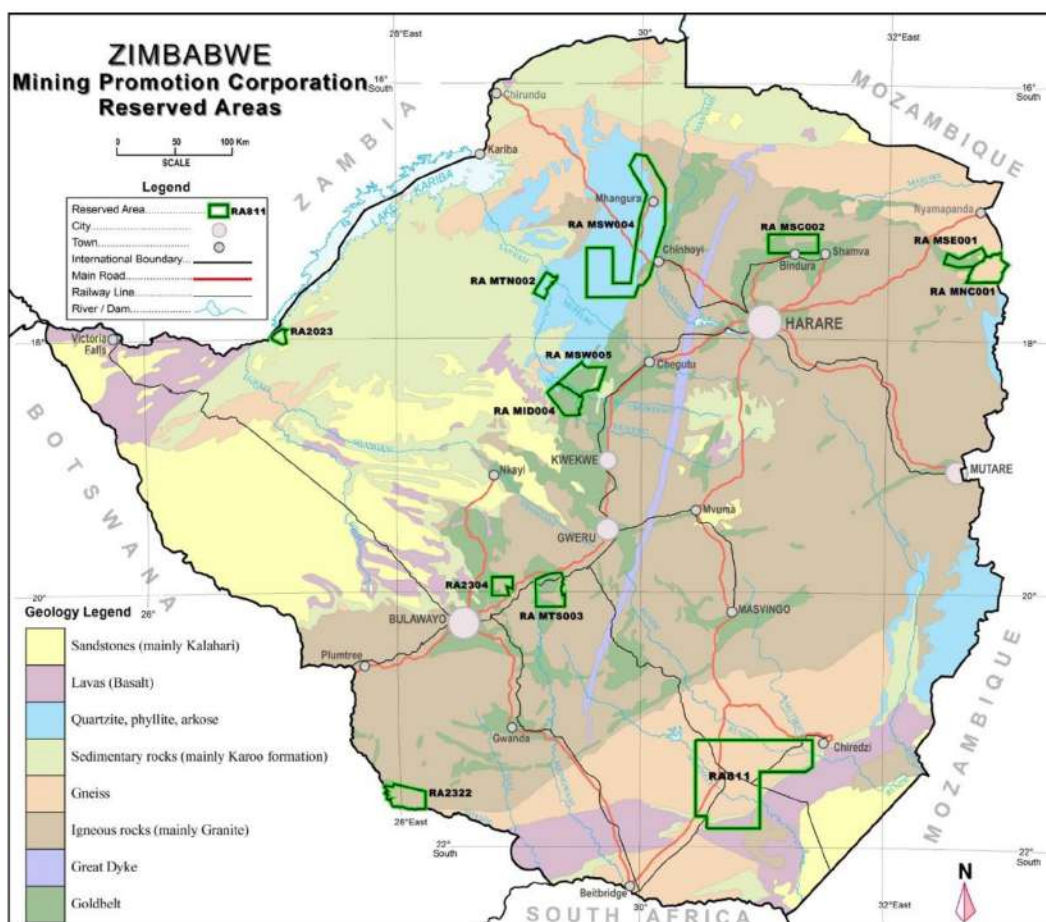 ZIMBABWE
Mining Promotion Corporation
Reserved Areas
0 50 100 Km
SCALE
Legend
Reserved Area RA811
City
Town
International Boundary
Main Road
Railway Line
River / Dam
28°East
30°
32°East
16°
South
16°
South
ZAMBIA
MOZAMBIQUE
Chirundu
Kariba
LAKE KARIBA
Mhangura
RA MSW004
RA MSC002
Nyamapanda
RA MSE001
Chinhoyi
Bindura
Shamva
RA MTN002
RA MNC001
RA2023
HARARE
Victoria
Falls
18°
18°
RA MSW005
Chegutu
RA MID004
BOTSWANA
KWEKWE
Nkayi
MUTARE
Mvuma
GWERU
RA2304
20°
26°
20°
RA MTS003
MASVINGO
BULAWAYO
Plumtree
MOZAMBIQUE
Gwanda
Chiredzi
RA811
RA2322
26°East
22°
South
22°
South
Beitbridge
30°
32°East
SOUTH AFRICA
N
Geology Legend
Sandstones (mainly Kalahari)
Lavas (Basalt)
Quartzite, phyllite, arkose
Sedimentary rocks (mainly Karoo formation)
Gneiss
Igneous rocks (mainly Granite)
Great Dyke
Goldbelt